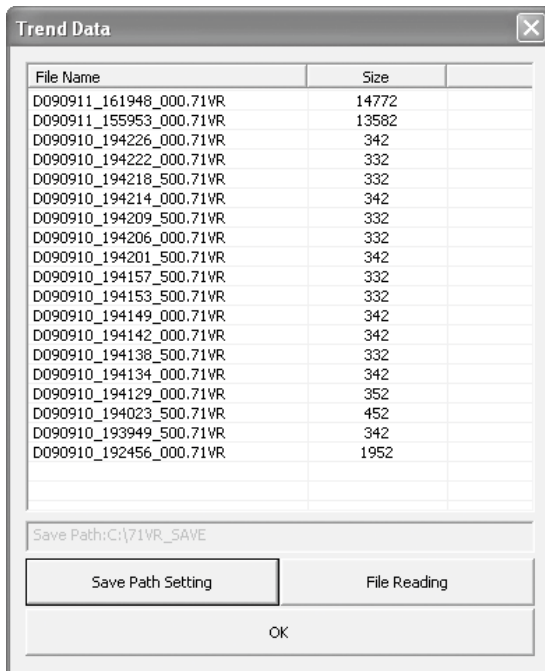 Trend Data
File Name Size
D090911_161948_000.71VR 14772
D090911_155953_000.71VR 13582
D090910_194226_000.71VR 342
D090910_194222_000.71VR 332
D090910_194218_500.71VR 332
D090910_194214_000.71VR 342
D090910_194209_500.71VR 332
D090910_194206_000.71VR 332
D090910_194201_500.71VR 342
D090910_194157_500.71VR 332
D090910_194153_500.71VR 332
D090910_194149_000.71VR 342
D090910_194142_000.71VR 342
D090910_194138_500.71VR 332
D090910_194134_000.71VR 342
D090910_194129_000.71VR 352
D090910_194023_500.71VR 452
D090910_193949_500.71VR 342
D090910_192456_000.71VR 1952
Save Path:C:\71VR_SAVE
Save Path Setting File Reading
OK